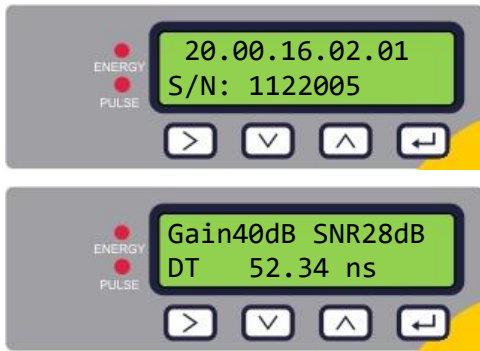 20.00.16.02.01
ENERGY
S/N: 1122005
PULSE
Gain40dB SNR28dB
ENERGY
DT 52.34 ns
PULSE